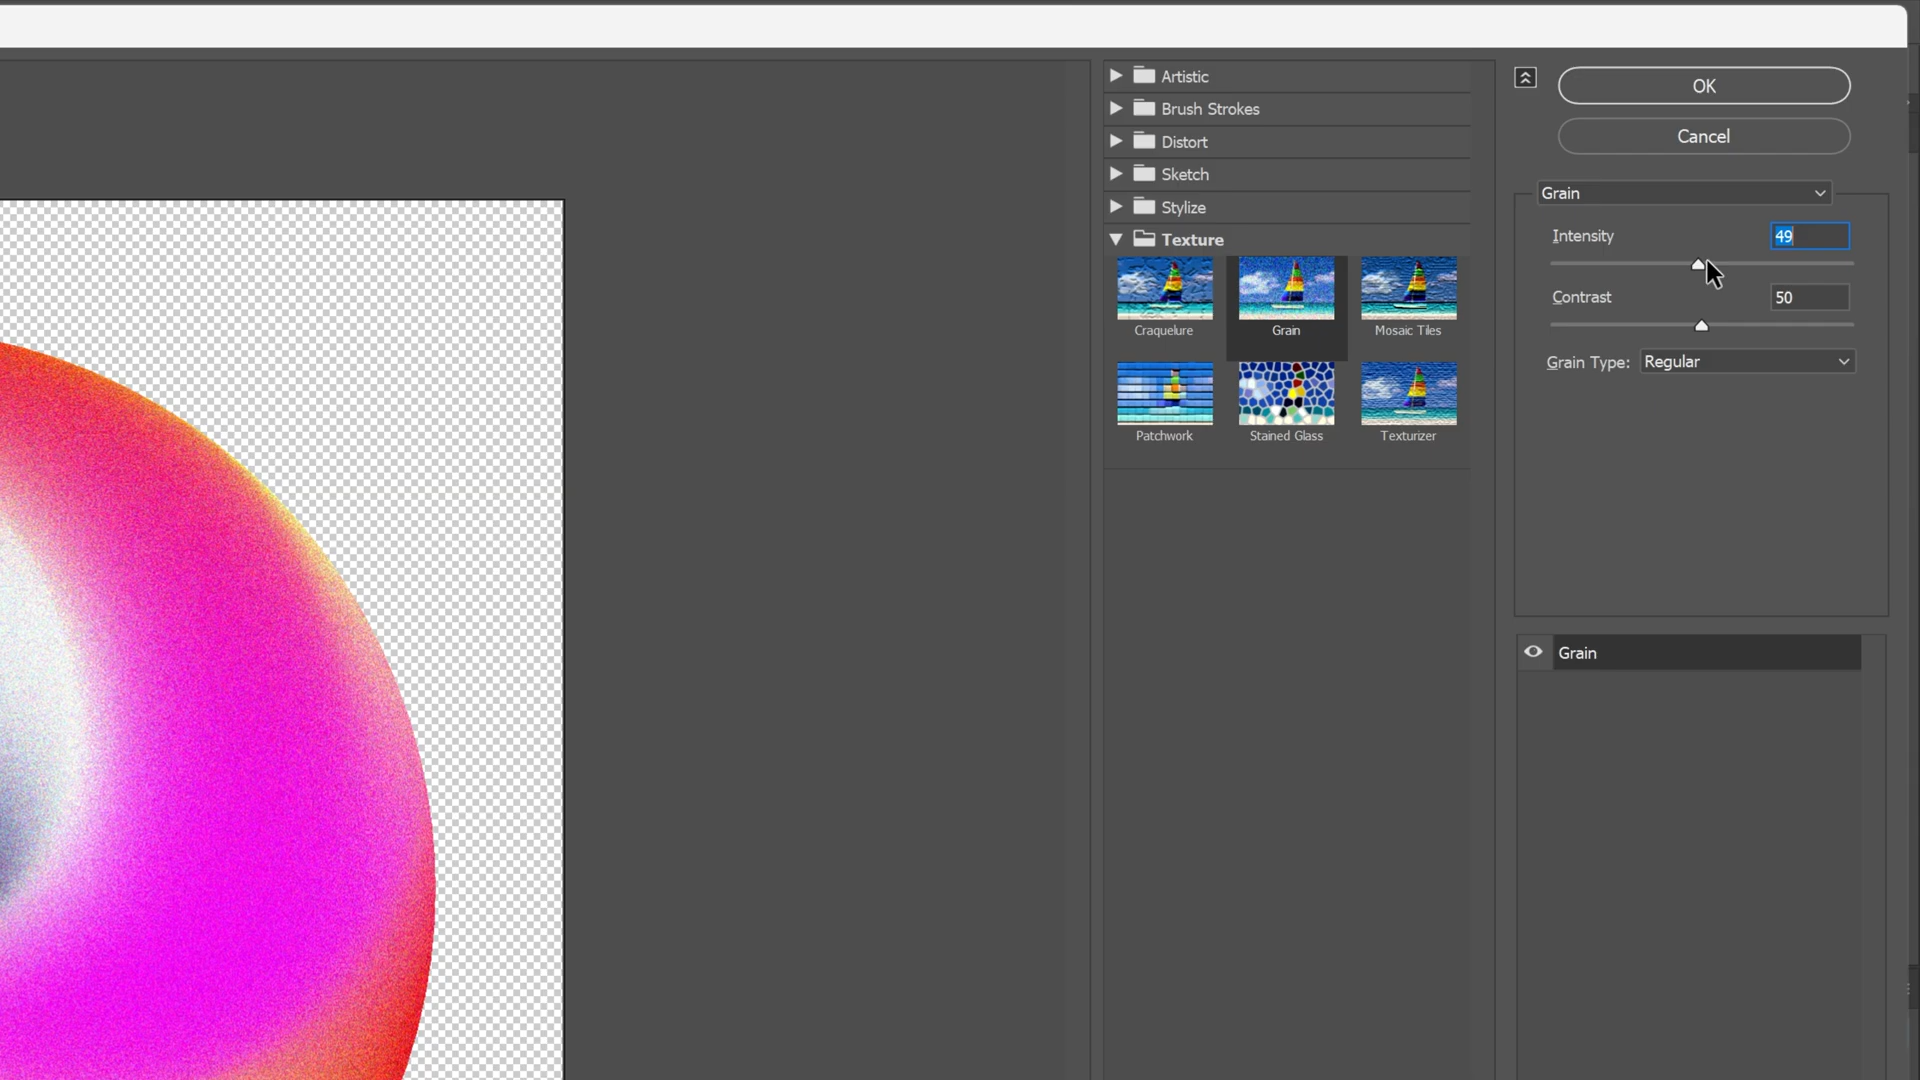 Artistic
Brush Strokes
Distort
Sketch
Stylize
Texture
Craquelure
Grain
Mosaic Tiles
Patchwork
Stained Glass
Texturizer
OK
Cancel
Grain
Intensity 49
Contrast 50
Grain Type: Regular
Grain